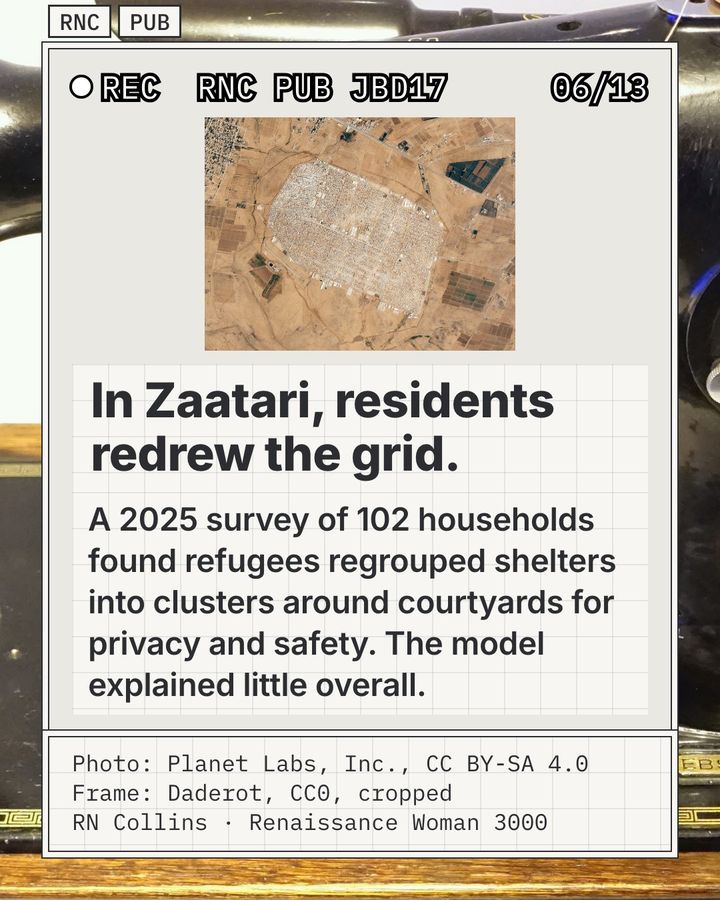 RNC PUB
REC RNC PUB JBD17 06/13
In Zaatari, residents
redrew the grid.
A 2025 survey of 102 households
found refugees regrouped shelters
into clusters around courtyards for
privacy and safety. The model
explained little overall.
Photo: Planet Labs, Inc., CC BY-SA 4.0
Frame: Daderot, CC0, cropped
RN Collins · Renaissance Woman 3000